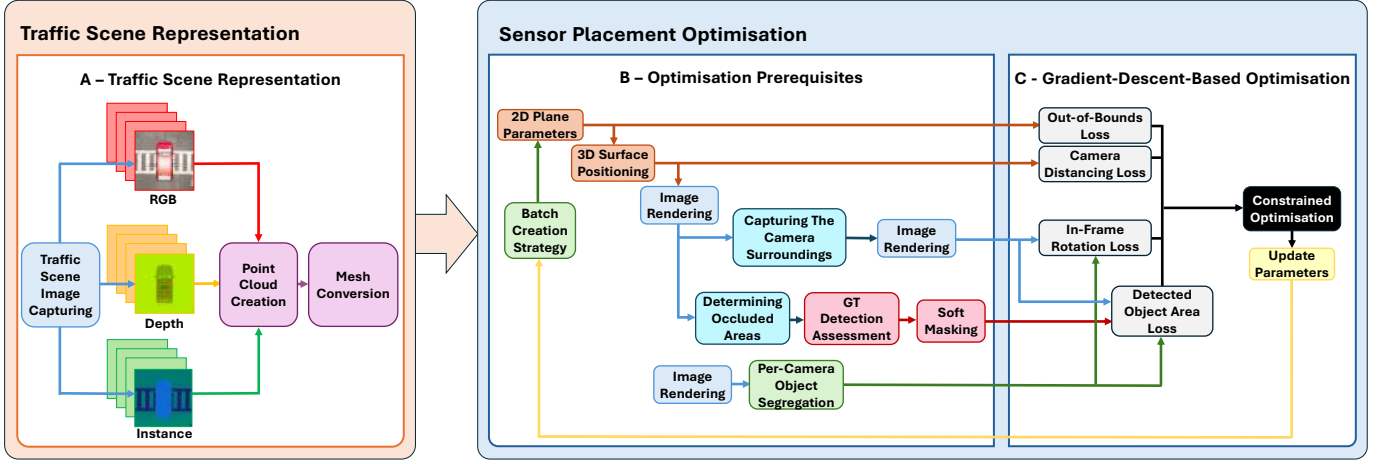 Traffic Scene Representation
A – Traffic Scene Representation
RGB
Traffic
Scene
Image
Capturing
Depth
Point
Cloud
Creation
Mesh
Conversion
Instance
Sensor Placement Optimisation
B – Optimisation Prerequisites
2D Plane
Parameters
3D Surface
Positioning
Image
Rendering
Batch
Creation
Strategy
Capturing The
Camera
Surroundings
Image
Rendering
Determining
Occluded
Areas
GT
Detection
Assessment
Soft
Masking
Image
Rendering
Per-Camera
Object
Segregation
C - Gradient-Descent-Based Optimisation
Out-of-Bounds
Loss
Camera
Distancing Loss
In-Frame
Rotation Loss
Detected
Object Area
Loss
Constrained
Optimisation
Update
Parameters